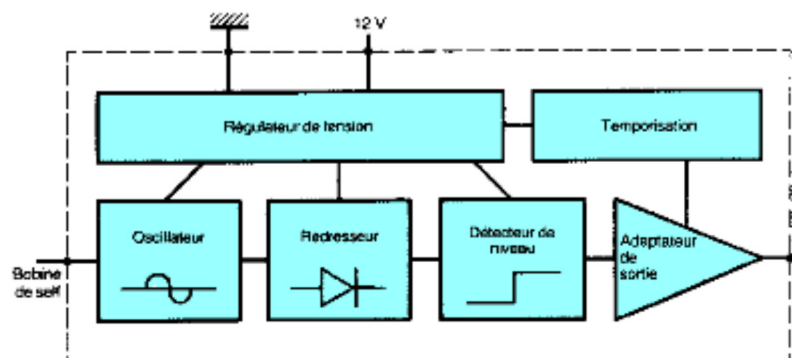 12 V
Régulateur de tension
Temporisation
Oscillateur
Redresseur
Détecteur de
niveau
Adaptateur
de
sortie
Bobine
de self